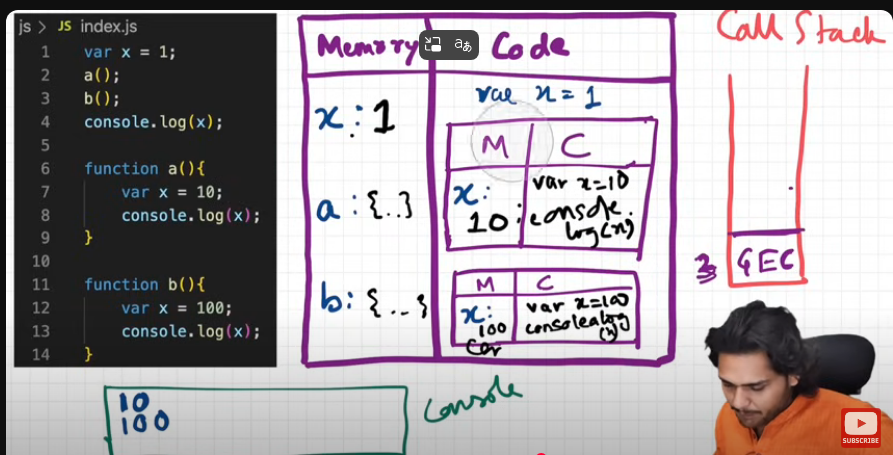 js > JS index.js
1 var x = 1;
2 a();
3 b();
4 console.log(x);
5
6 function a(){
7 var x = 10;
8 console.log(x);
9 }
10
11 function b(){
12 var x = 100;
13 console.log(x);
14 }
Memory
Code
x: 1
a: {..}
b: {...}
var x = 1
M C
x:
10:
var x=10
console.
log(x)
M C
x:
100
var x=100
console.log
(x)
Call Stack
GEC
10
100
Console
SUBSCRIBE